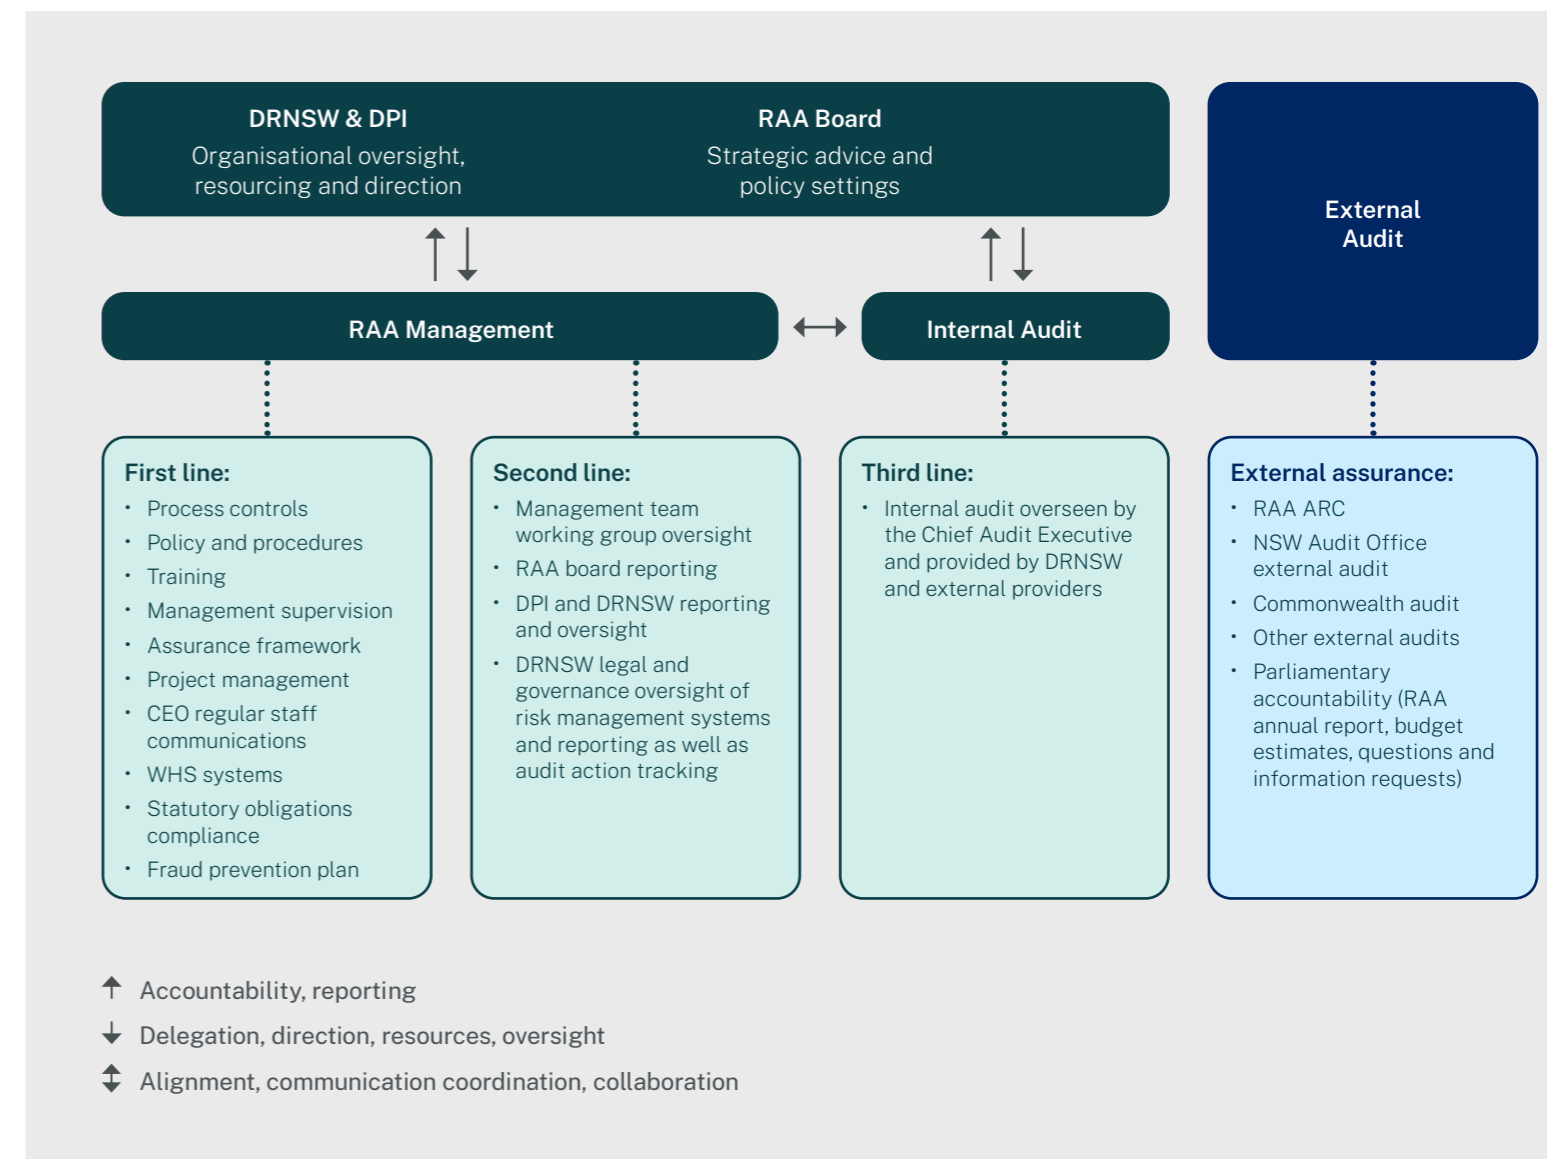 DRNSW & DPI
Organisational oversight,
resourcing and direction
RAA Board
Strategic advice and
policy settings
External
Audit
RAA Management
Internal Audit
First line:
• Process controls
• Policy and procedures
• Training
• Management supervision
• Assurance framework
• Project management
• CEO regular staff
communications
• WHS systems
• Statutory obligations
compliance
• Fraud prevention plan
Second line:
• Management team
working group oversight
• RAA board reporting
• DPI and DRNSW reporting
and oversight
• DRNSW legal and
governance oversight of
risk management systems
and reporting as well as
audit action tracking
Third line:
• Internal audit overseen by
the Chief Audit Executive
and provided by DRNSW
and external providers
External assurance:
• RAA ARC
• NSW Audit Office
external audit
• Commonwealth audit
• Other external audits
• Parliamentary
accountability (RAA
annual report, budget
estimates, questions and
information requests)
Accountability, reporting
Delegation, direction, resources, oversight
Alignment, communication coordination, collaboration